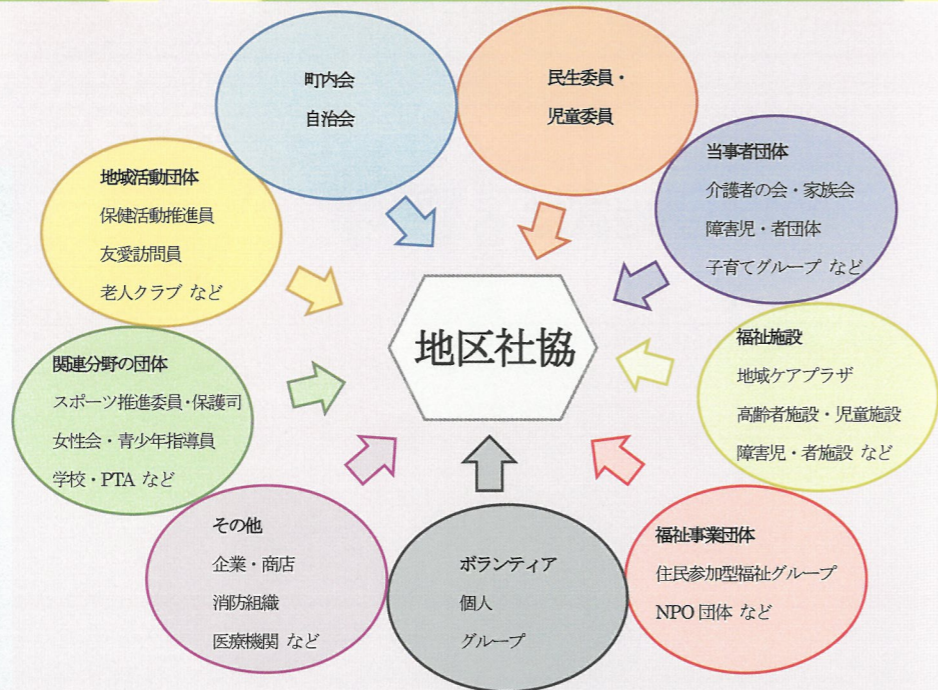 町内会
自治会
民生委員・
児童委員
当事者団体
介護者の会・家族会
障害児・者団体
子育てグループ など
福祉施設
地域ケアプラザ
高齢者施設・児童施設
障害児・者施設 など
福祉事業団体
住民参加型福祉グループ
NPO 団体 など
ボランティア
個人
グループ
その他
企業・商店
消防組織
医療機関 など
関連分野の団体
スポーツ推進委員・保護司
女性会・青少年指導員
学校・PTA など
地域活動団体
保健活動推進員
友愛訪問員
老人クラブ など
地区社協